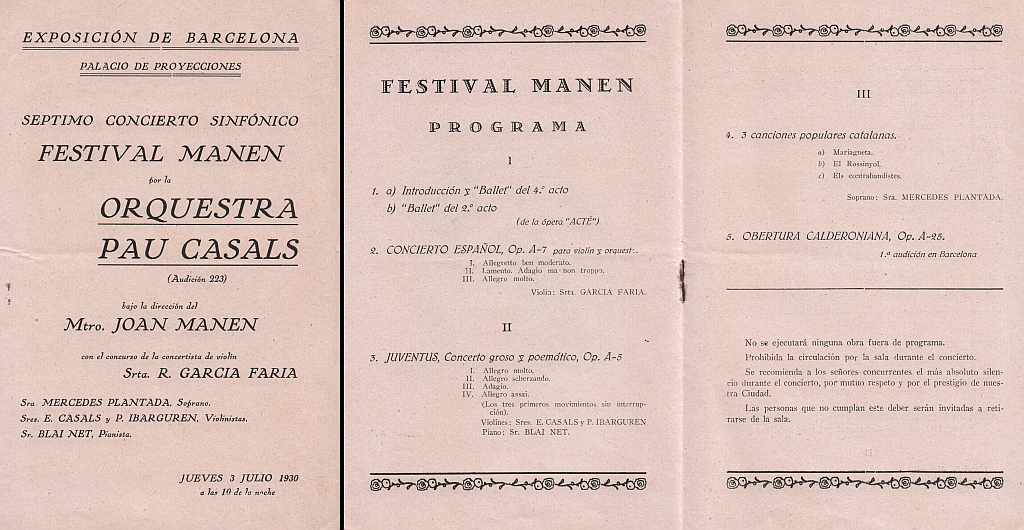 EXPOSICIÓN DE BARCELONA
PALACIO DE PROYECCIONES
SEPTIMO CONCIERTO SINFÓNICO
FESTIVAL MANEN
por la
ORQUESTRA
PAU CASALS
(Audición 223)
bajo la dirección del
Mtro. JOAN MANEN
con el concurso de la concertista de violín
Srta. R. GARCIA FARIA
Sra. MERCEDES PLANTADA, Soprano.
Sres. E. CASALS y P. IBARGUREN, Violinistas.
Sr. BLAI NET, Pianista.
JUEVES 3 JULIO 1930
a las 10 de la noche
FESTIVAL MANEN
PROGRAMA
I
1. a) Introducción y "Ballet" del 4.º acto
b) "Ballet" del 2.º acto
(de la ópera "ACTÉ")
2. CONCIERTO ESPAÑOL, Op. A-7 para violín y orquest..
I. Allegretto ben moderato.
II. Lamento. Adagio ma non troppo.
III. Allegro molto.
Violín: Srta. GARCIA FARIA.
II
3. JUVENTUS, Concerto groso y poemático, Op. A-5
I. Allegro molto.
II. Allegro scherzando.
III. Adagio.
IV. Allegro assai.
(Los tres primeros movimientos sin interrup-
ción).
Violines: Sres. E. CASALS y P. IBARGUREN
Piano: Sr. BLAI NET.
III
4. 3 canciones populares catalanas.
a) Mariagneta.
b) El Rossinyol.
c) Els contrabandistes.
Soprano: Sra. MERCEDES PLANTADA.
5. OBERTURA CALDERONIANA, Op. A-25.
1.ª audición en Barcelona
No se ejecutará ninguna obra fuera de programa.
Prohibida la circulación por la sala durante el concierto.
Se recomienda a los señores concurrentes el más absoluto silen-
cio durante el concierto, por mutuo respeto y por el prestigio de nues-
tra Ciudad.
Las personas que no cumplan este deber serán invitadas a reti-
rarse de la sala.